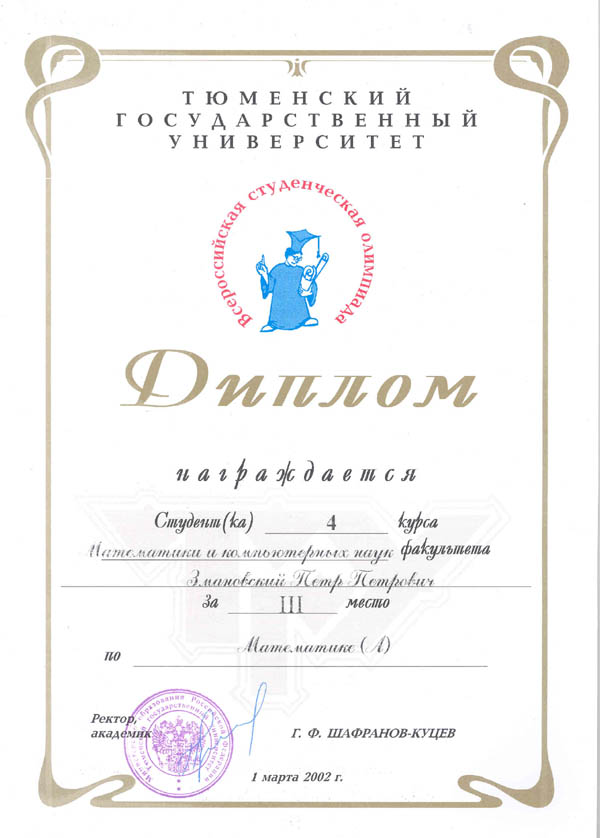 ТЮМЕНСКИЙ
ГОСУДАРСТВЕННЫЙ
УНИВЕРСИТЕТ
Всероссийская студенческая олимпиада
Диплом
награждается
Студент(ка) 4 курса
Математики и компьютерных наук факультета
Змановский Петр Петрович
За III место
по Математике (А)
Ректор,
академик
Г. Ф. ШАФРАНОВ-КУЦЕВ
1 марта 2002 г.